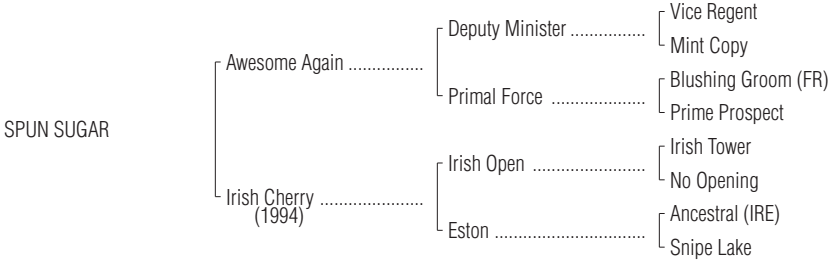 Vice Regent
Deputy Minister ................
Mint Copy
Awesome Again ................
Blushing Groom (FR)
Primal Force ....................
Prime Prospect
SPUN SUGAR
Irish Tower
Irish Open ........................
No Opening
Irish Cherry ......................
(1994)
Ancestral (IRE)
Eston ................................
Snipe Lake